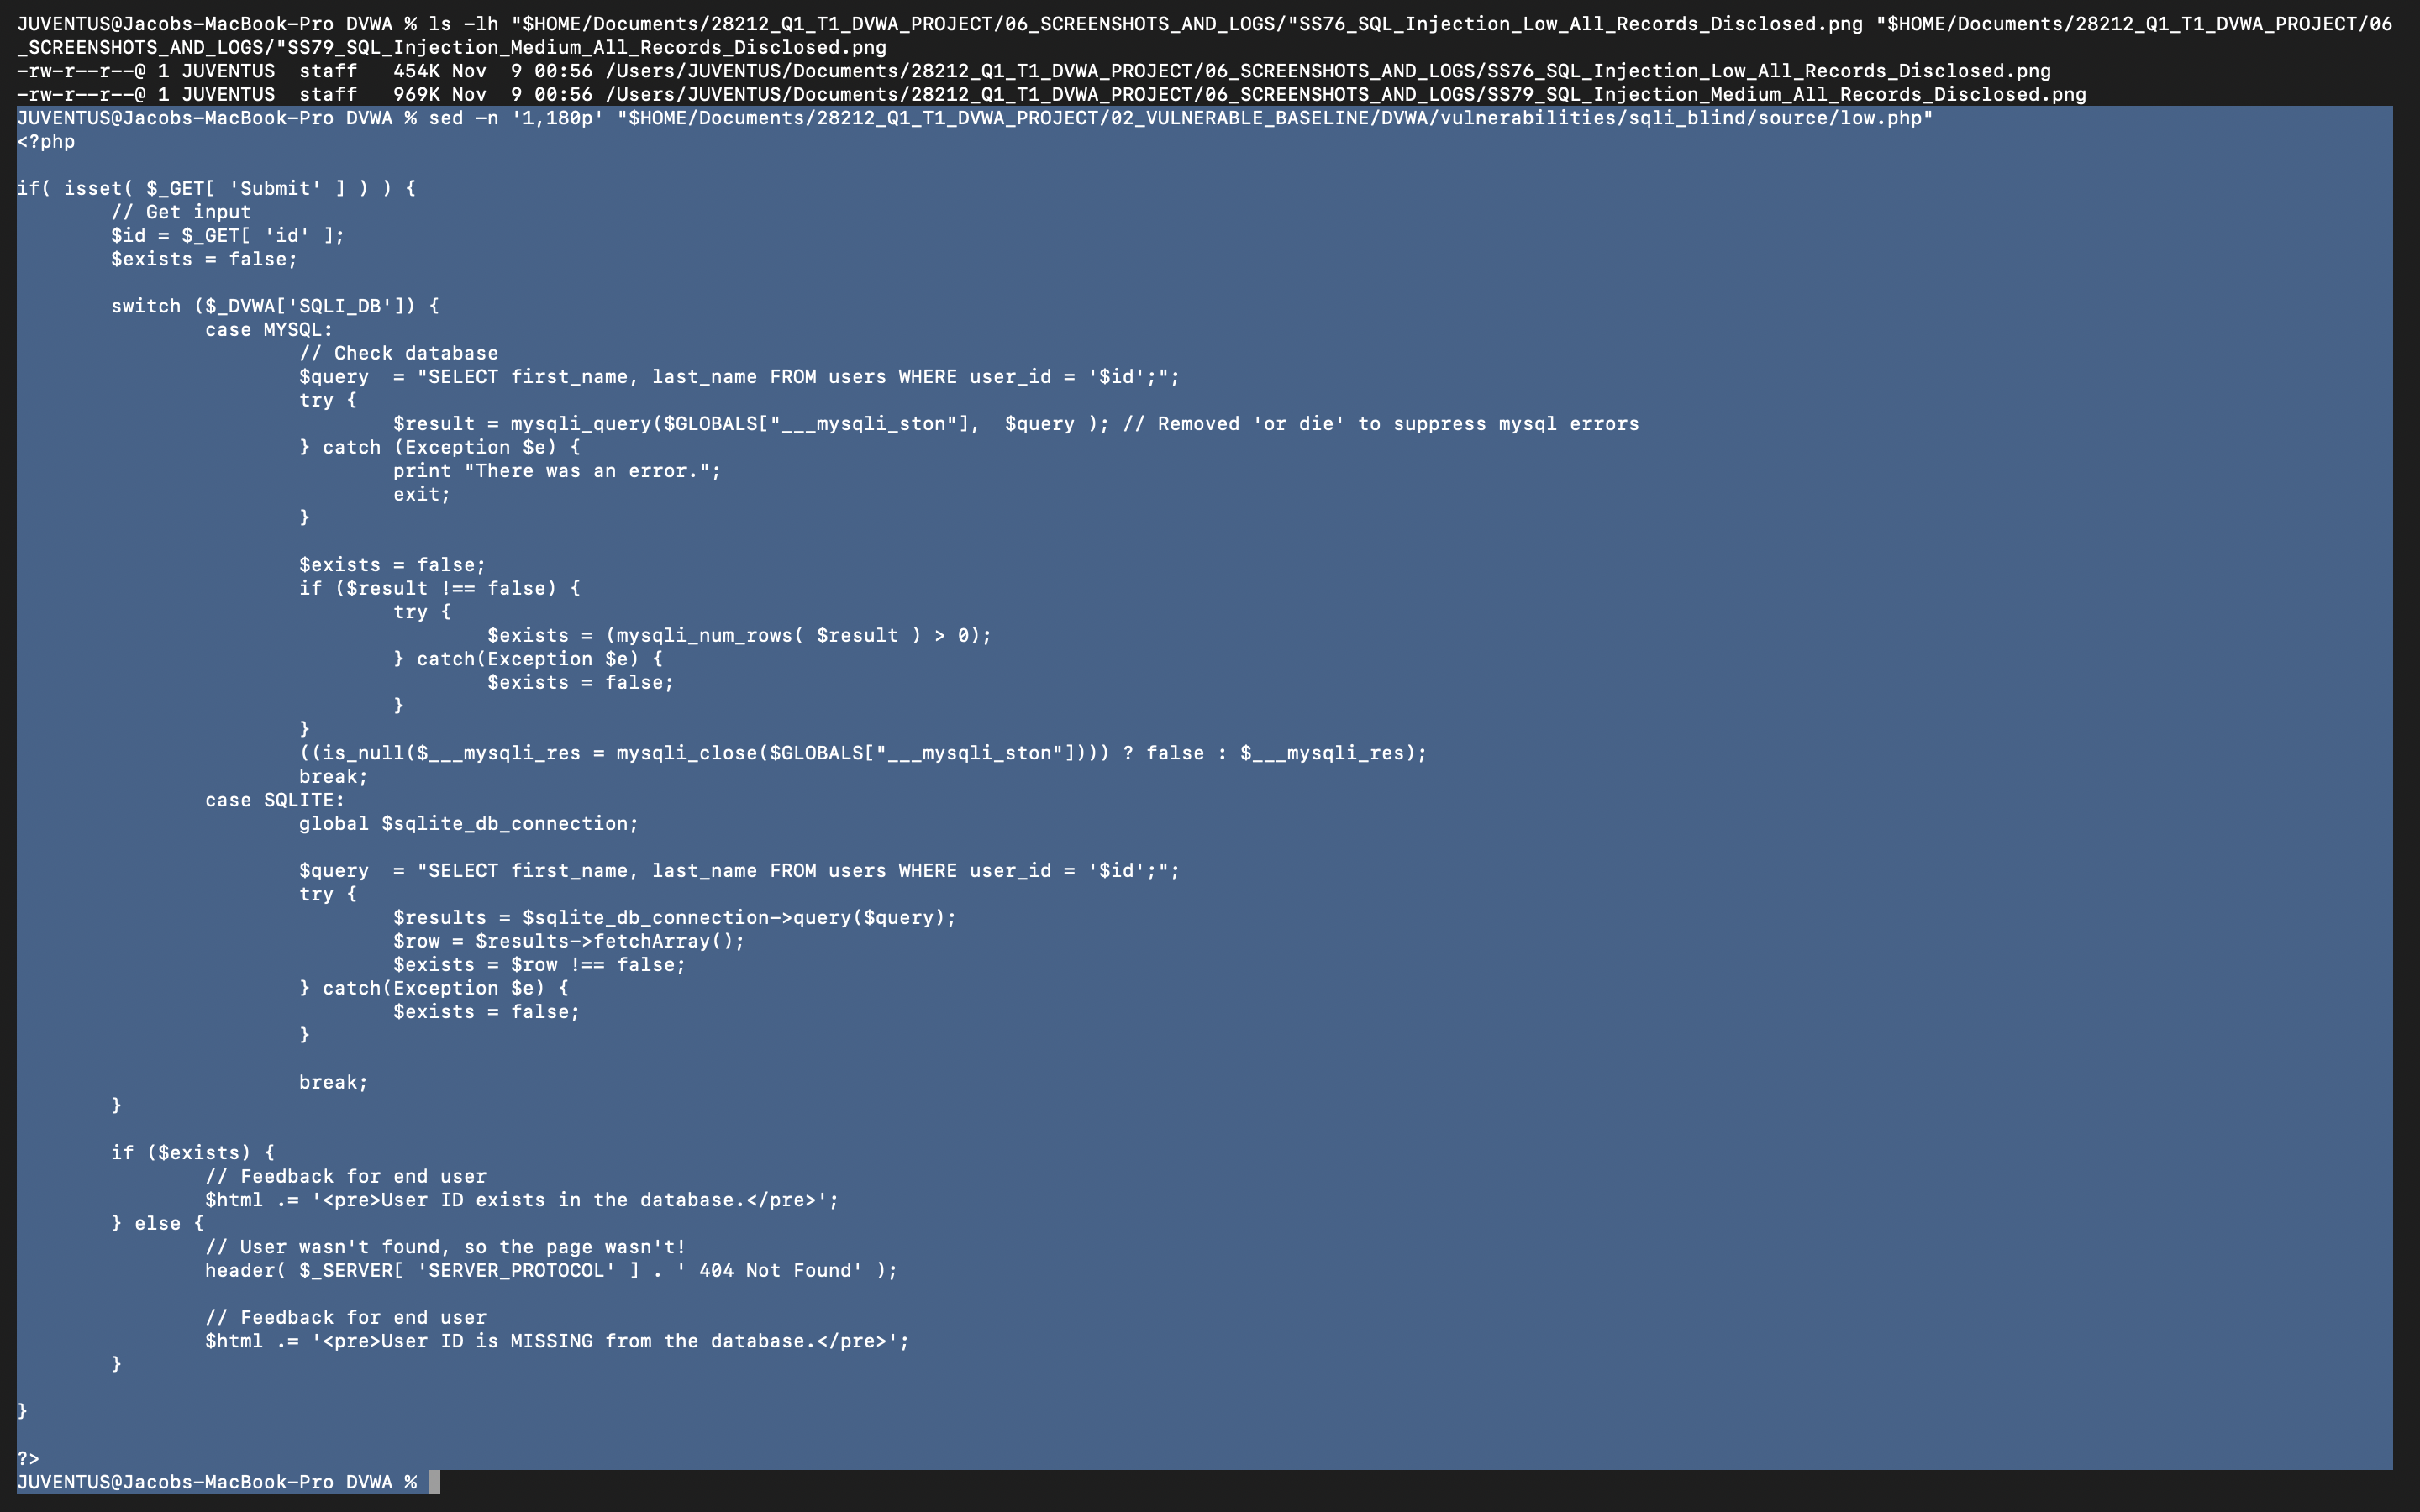 JUVENTUS@Jacobs-MacBook-Pro DVWA % ls -lh "$HOME/Documents/28212_Q1_T1_DVWA_PROJECT/06_SCREENSHOTS_AND_LOGS/"SS76_SQL_Injection_Low_All_Records_Disclosed.png "$HOME/Documents/28212_Q1_T1_DVWA_PROJECT/06
_SCREENSHOTS_AND_LOGS/"SS79_SQL_Injection_Medium_All_Records_Disclosed.png
-rw-r--r--@ 1 JUVENTUS  staff   454K Nov  9 00:56 /Users/JUVENTUS/Documents/28212_Q1_T1_DVWA_PROJECT/06_SCREENSHOTS_AND_LOGS/SS76_SQL_Injection_Low_All_Records_Disclosed.png
-rw-r--r--@ 1 JUVENTUS  staff   969K Nov  9 00:56 /Users/JUVENTUS/Documents/28212_Q1_T1_DVWA_PROJECT/06_SCREENSHOTS_AND_LOGS/SS79_SQL_Injection_Medium_All_Records_Disclosed.png
JUVENTUS@Jacobs-MacBook-Pro DVWA % sed -n '1,180p' "$HOME/Documents/28212_Q1_T1_DVWA_PROJECT/02_VULNERABLE_BASELINE/DVWA/vulnerabilities/sqli_blind/source/low.php"
<?php

if( isset( $_GET[ 'Submit' ] ) ) {
        // Get input
        $id = $_GET[ 'id' ];
        $exists = false;

        switch ($_DVWA['SQLI_DB']) {
                case MYSQL:
                        // Check database
                        $query  = "SELECT first_name, last_name FROM users WHERE user_id = '$id';";
                        try {
                                $result = mysqli_query($GLOBALS["___mysqli_ston"],  $query ); // Removed 'or die' to suppress mysql errors
                        } catch (Exception $e) {
                                print "There was an error.";
                                exit;
                        }

                        $exists = false;
                        if ($result !== false) {
                                try {
                                        $exists = (mysqli_num_rows( $result ) > 0);
                                } catch(Exception $e) {
                                        $exists = false;
                                }
                        }
                        ((is_null($___mysqli_res = mysqli_close($GLOBALS["___mysqli_ston"]))) ? false : $___mysqli_res);
                        break;
                case SQLITE:
                        global $sqlite_db_connection;

                        $query  = "SELECT first_name, last_name FROM users WHERE user_id = '$id';";
                        try {
                                $results = $sqlite_db_connection->query($query);
                                $row = $results->fetchArray();
                                $exists = $row !== false;
                        } catch(Exception $e) {
                                $exists = false;
                        }

                        break;
        }

        if ($exists) {
                // Feedback for end user
                $html .= '<pre>User ID exists in the database.</pre>';
        } else {
                // User wasn't found, so the page wasn't!
                header( $_SERVER[ 'SERVER_PROTOCOL' ] . ' 404 Not Found' );

                // Feedback for end user
                $html .= '<pre>User ID is MISSING from the database.</pre>';
        }

}

?>
JUVENTUS@Jacobs-MacBook-Pro DVWA %